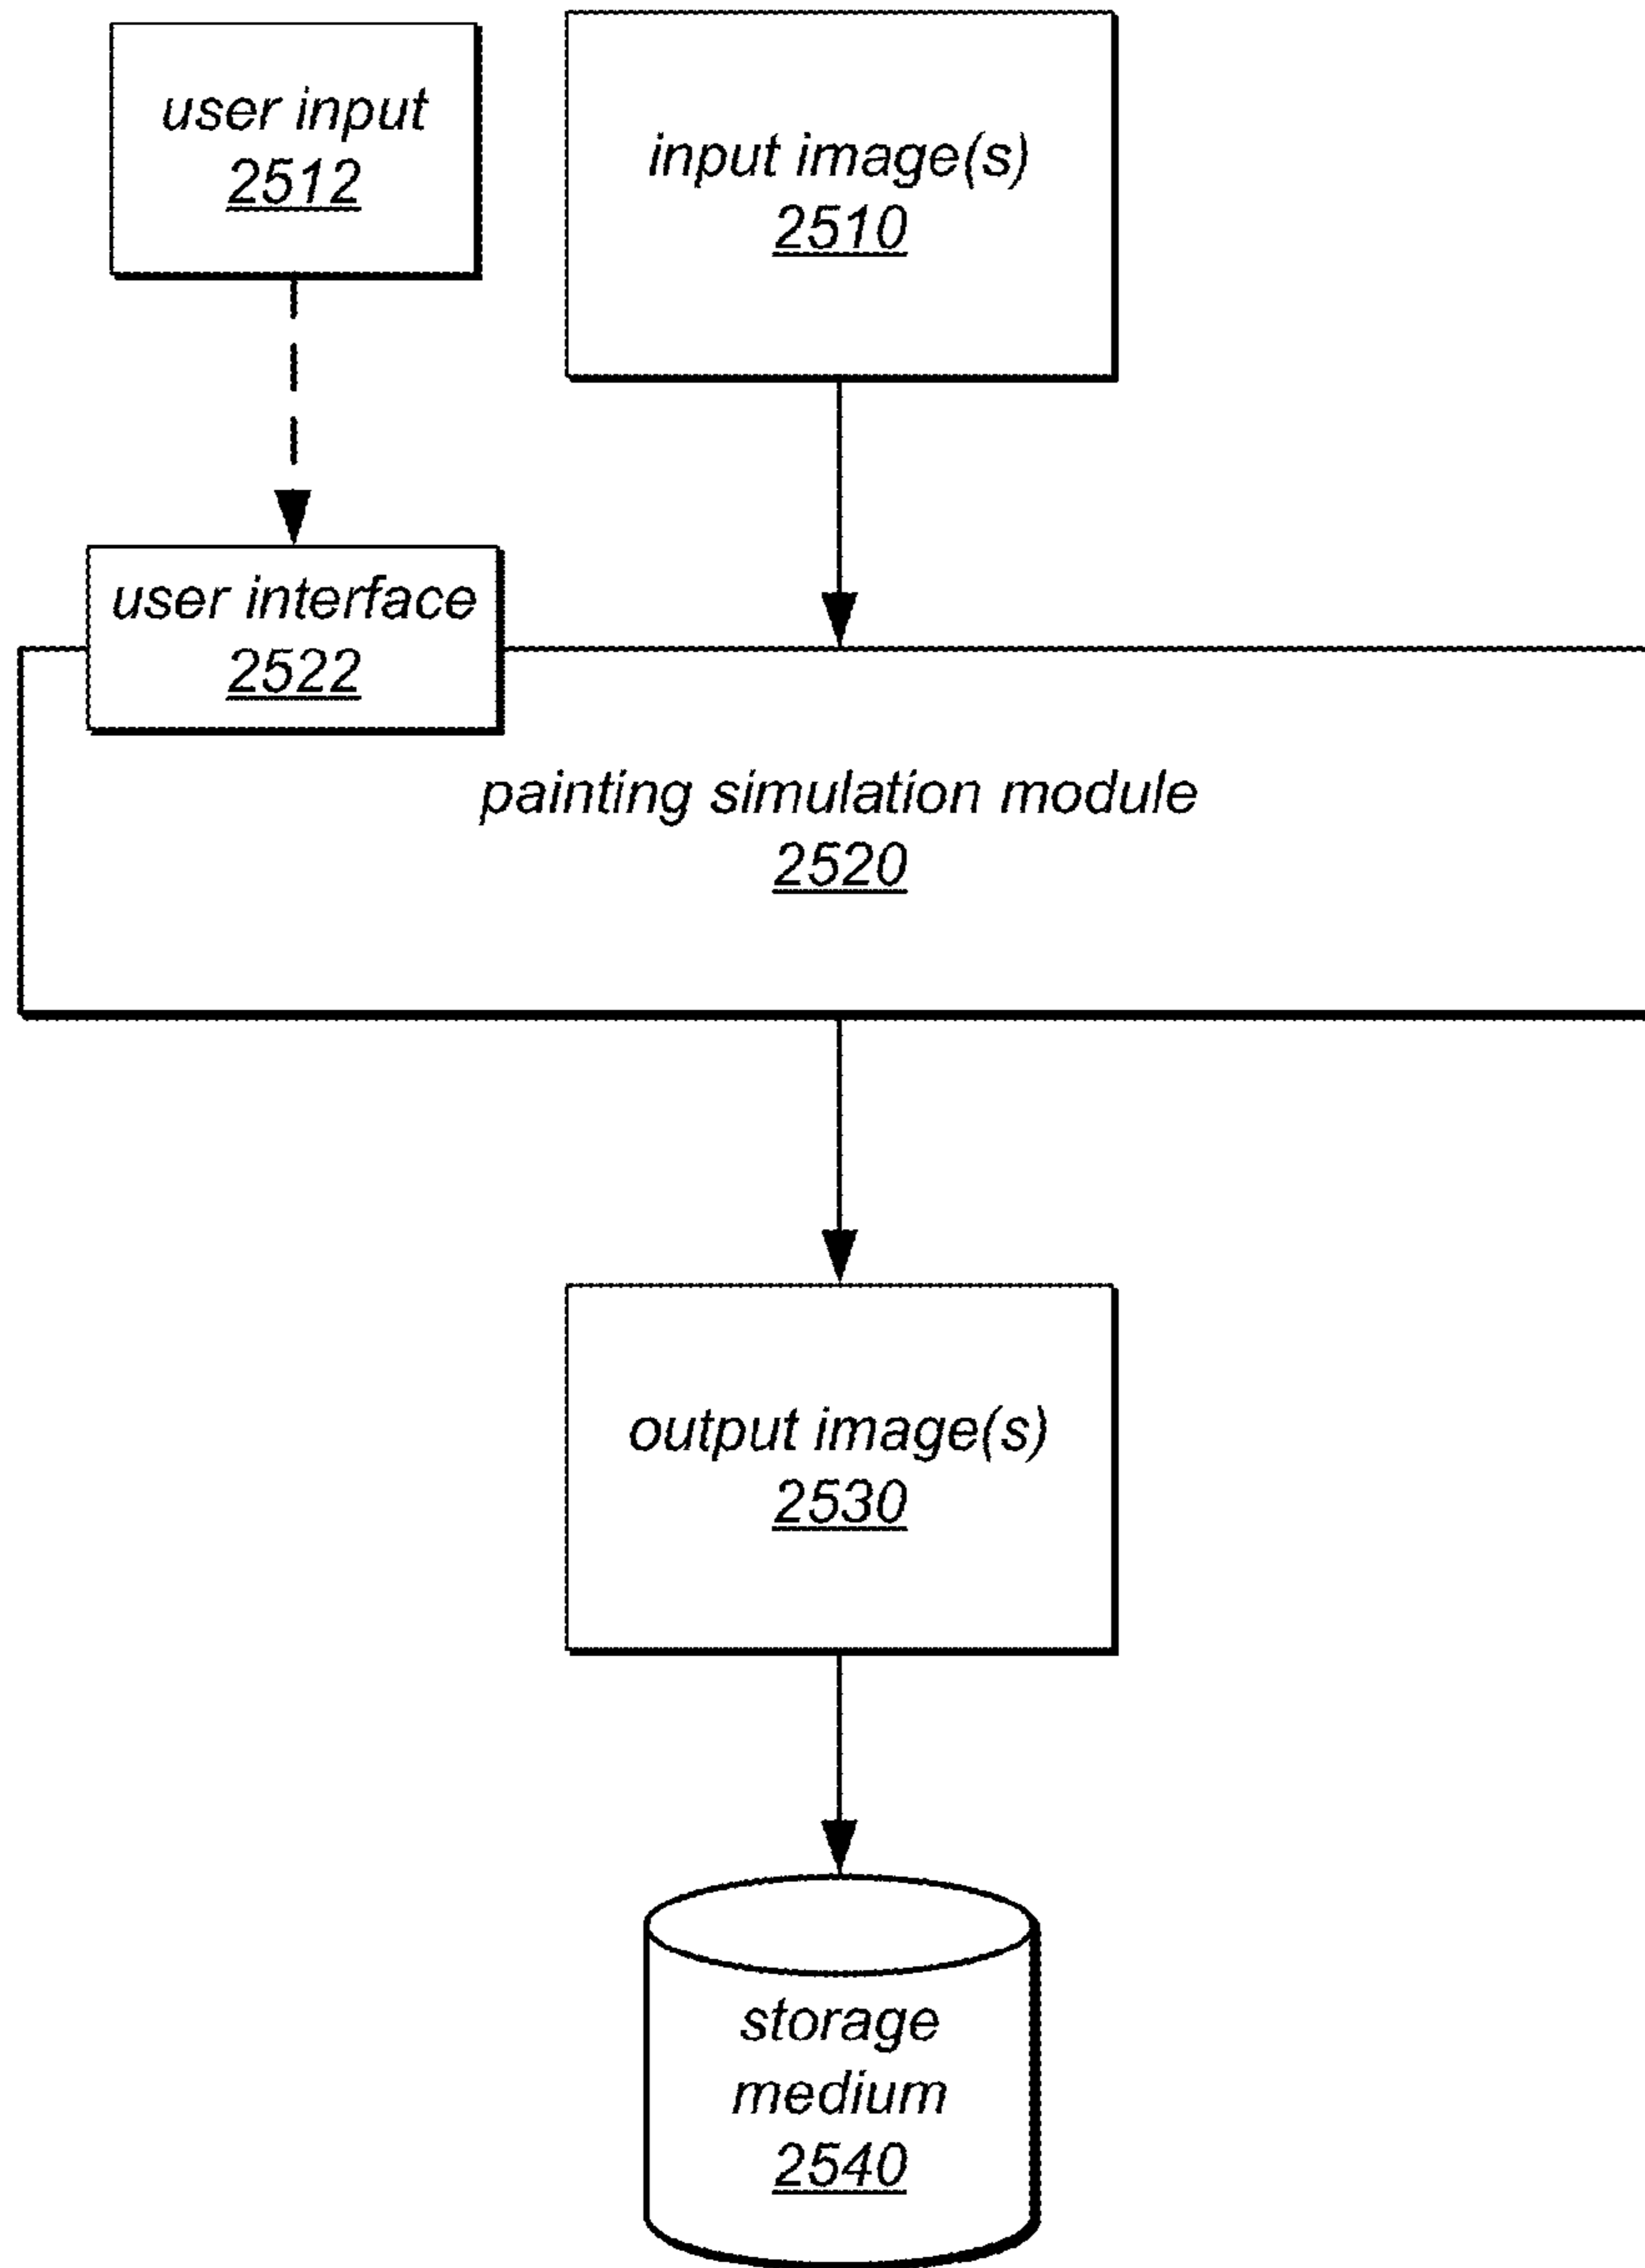 user input
2512
input image(s)
2510
user interface
2522
painting simulation module
2520
output image(s)
2530
storage
medium
2540